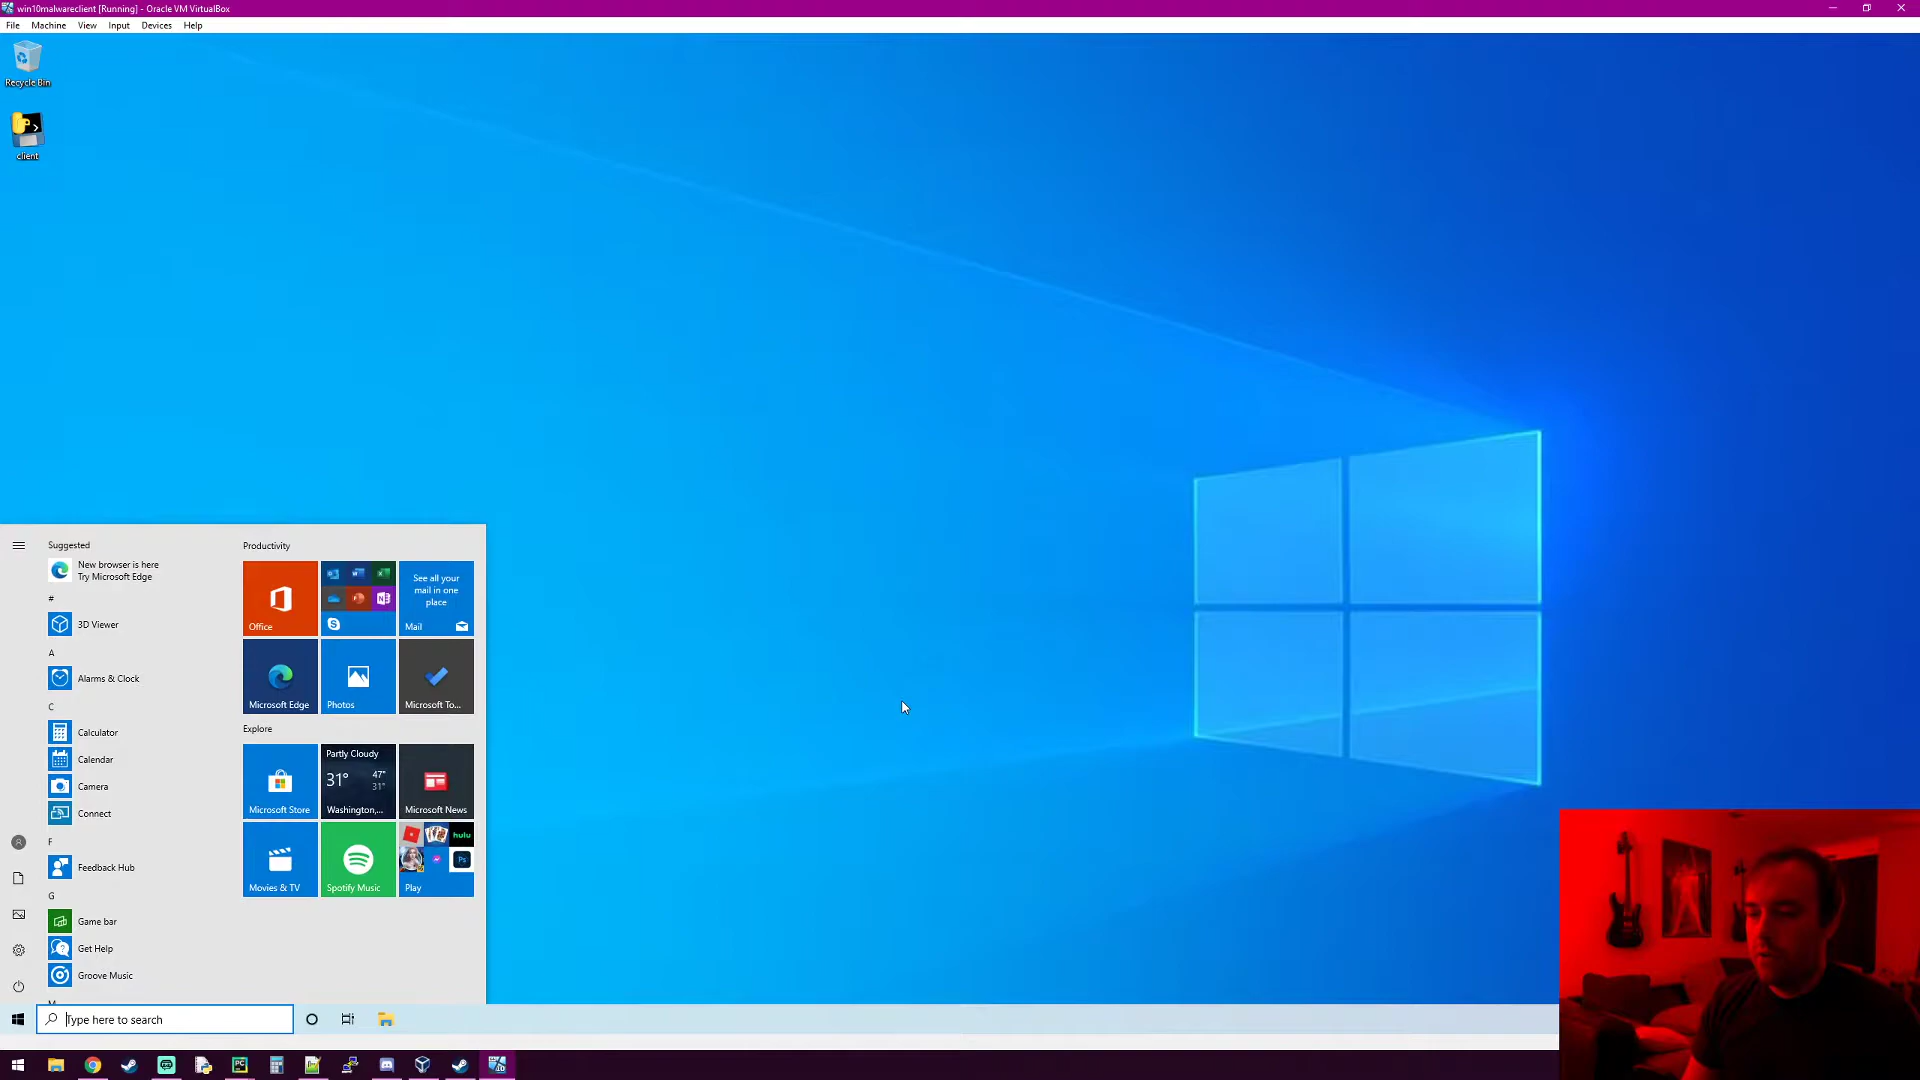 win10malwareclient [Running] - Oracle VM VirtualBox
File Machine View Input Devices Help
Recycle Bin
client
Suggested
New browser is here
Try Microsoft Edge
#
3D Viewer
A
Alarms & Clock
C
Calculator
Calendar
Camera
Connect
F
Feedback Hub
G
Game bar
Get Help
Groove Music
M
Productivity
Office
See all your
mail in one
place
Mail
Microsoft Edge
Photos
Microsoft To...
Explore
Microsoft Store
Partly Cloudy
31° 47°
31°
Washington,...
Microsoft News
Movies & TV
Spotify Music
hulu
Ps
Play
Type here to search
PC